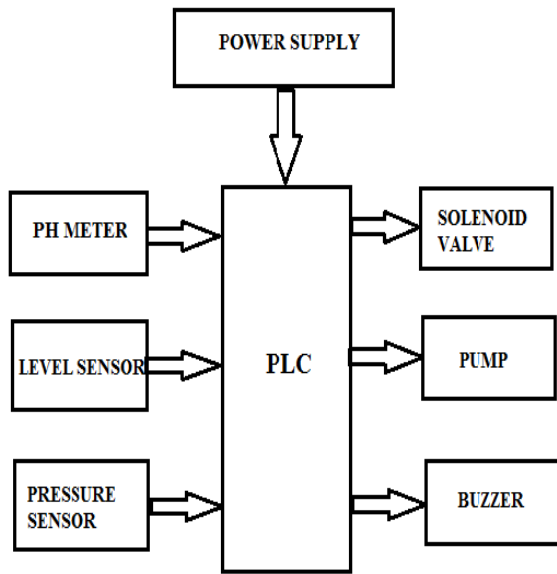 POWER SUPPLY
PH METER
SOLENOID
VALVE
LEVEL SENSOR
PLC
PUMP
PRESSURE
SENSOR
BUZZER